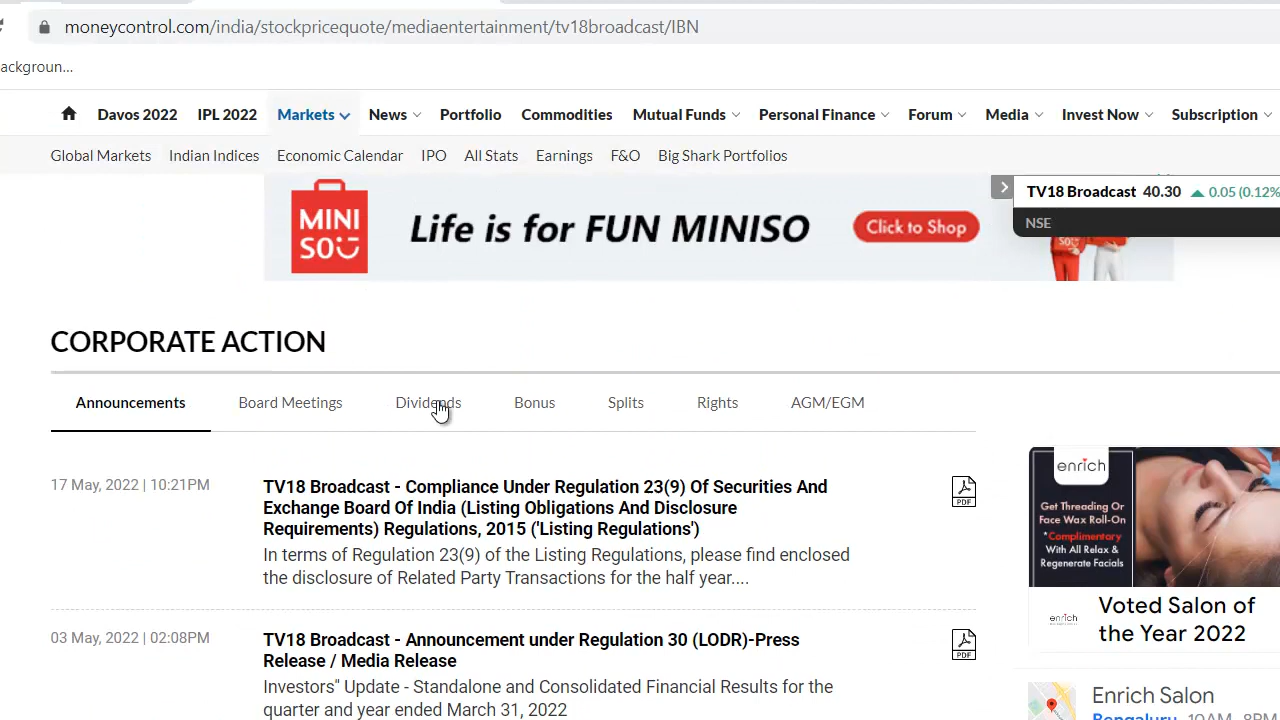 moneycontrol.com/india/stockpricequote/mediaentertainment/tv18broadcast/IBN
ackgroun...
Davos 2022 IPL 2022 Markets News Portfolio Commodities Mutual Funds Personal Finance Forum Media Invest Now Subscription
Global Markets Indian Indices Economic Calendar IPO All Stats Earnings F&O Big Shark Portfolios
MINI
SO
Life is for FUN MINISO
Click to Shop
TV18 Broadcast 40.30 0.05 (0.12%
NSE
CORPORATE ACTION
Announcements Board Meetings Dividends Bonus Splits Rights AGM/EGM
17 May, 2022 | 10:21PM
TV18 Broadcast - Compliance Under Regulation 23(9) Of Securities And
Exchange Board Of India (Listing Obligations And Disclosure
Requirements) Regulations, 2015 ('Listing Regulations')
In terms of Regulation 23(9) of the Listing Regulations, please find enclosed
the disclosure of Related Party Transactions for the half year....
PDF
03 May, 2022 | 02:08PM
TV18 Broadcast - Announcement under Regulation 30 (LODR)-Press
Release / Media Release
Investors" Update - Standalone and Consolidated Financial Results for the
quarter and year ended March 31, 2022
PDF
enrich
Get Threading Or
Face Wax Roll-On
*Complimentary
With All Relax &
Regenerate Facials
enrich
Voted Salon of
the Year 2022
Enrich Salon
Bengaluru 10AM 8PM